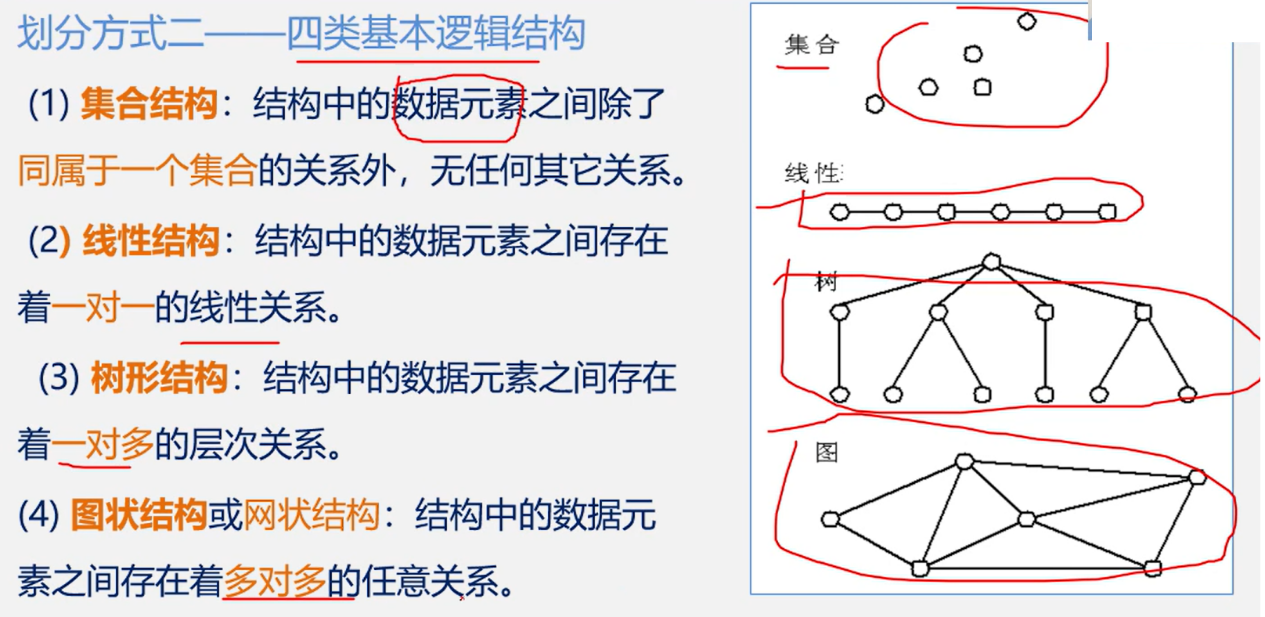 划分方式二——四类基本逻辑结构
(1) 集合结构：结构中的数据元素之间除了
同属于一个集合的关系外，无任何其它关系。
(2) 线性结构：结构中的数据元素之间存在
着一对一的线性关系。
(3) 树形结构：结构中的数据元素之间存在
着一对多的层次关系。
(4) 图状结构或网状结构：结构中的数据元
素之间存在着多对多的任意关系。
集合
线性:
树
图